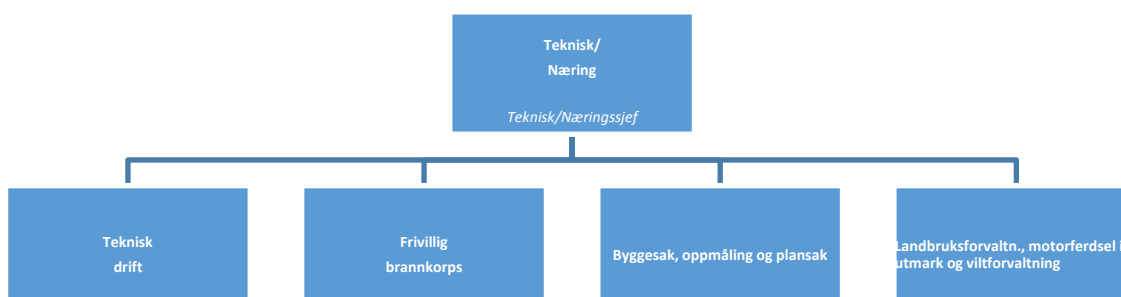 Teknisk/
Næring
Teknisk/Næringssjef
Teknisk
drift
Frivillig
brannkorps
Byggesak, oppmåling og plansak
Landbruksforvaltn., motorferdsel i
utmark og viltforvaltning